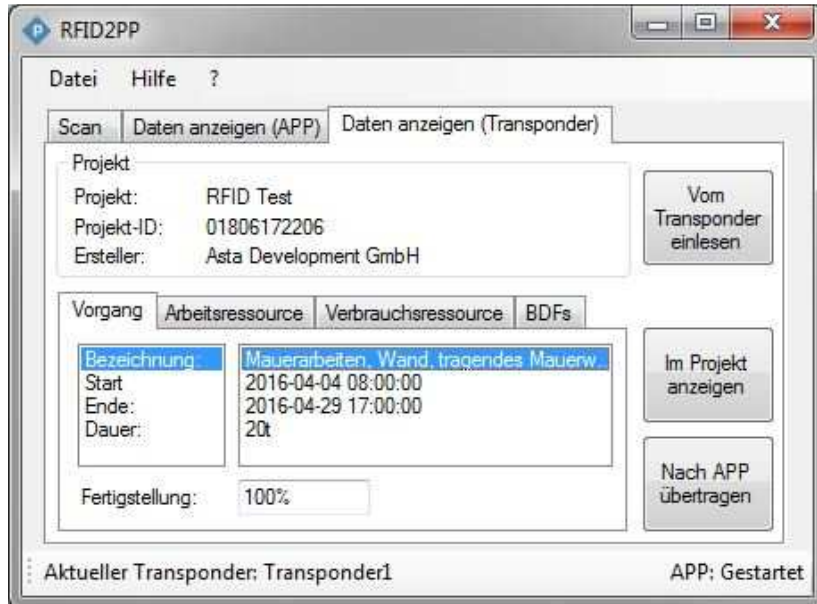 RFID2PP
Datei Hilfe ?
Scan Daten anzeigen (APP) Daten anzeigen (Transponder)
Projekt
Projekt: RFID Test
Projekt-ID: 01806172206
Ersteller: Asta Development GmbH
Vom
Transponder
einlesen
Vorgang Arbeitsressource Verbrauchsressource BDFs
Bezeichnung: Mauerarbeiten, Wand, tragendes Mauerw...
Start 2016-04-04 08:00:00
Ende: 2016-04-29 17:00:00
Dauer: 20t
Fertigstellung: 100%
Im Projekt
anzeigen
Nach APP
übertragen
Aktueller Transponder: Transponder1 APP: Gestartet